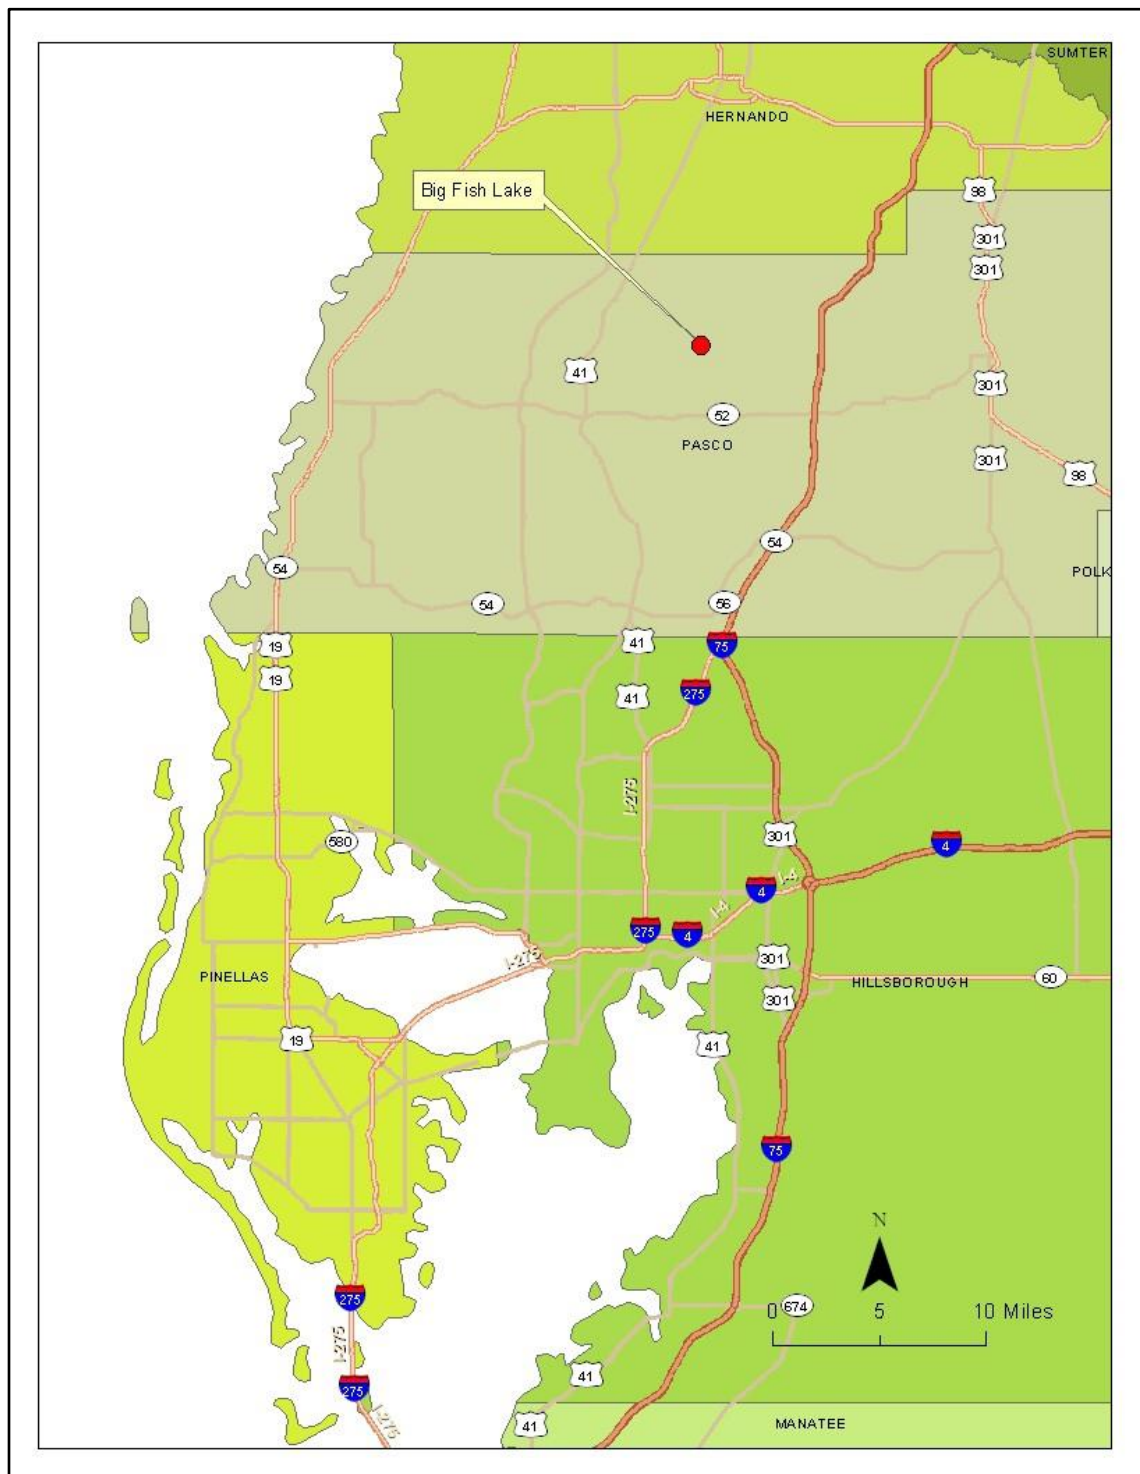 SUMTER
HERNANDO
Big Fish Lake
98
301
301
41
301
52
PASCO
301
98
54
54
POLK
54
56
19
41
75
19
275
41
I-275
301
580
4
I-4
4
I-4
275
4
I-275
301
PINELLAS
60
HILLSBOROUGH
301
19
41
75
N
275
0 5 10 Miles
674
I-275
41
275
I-275
41
MANATEE